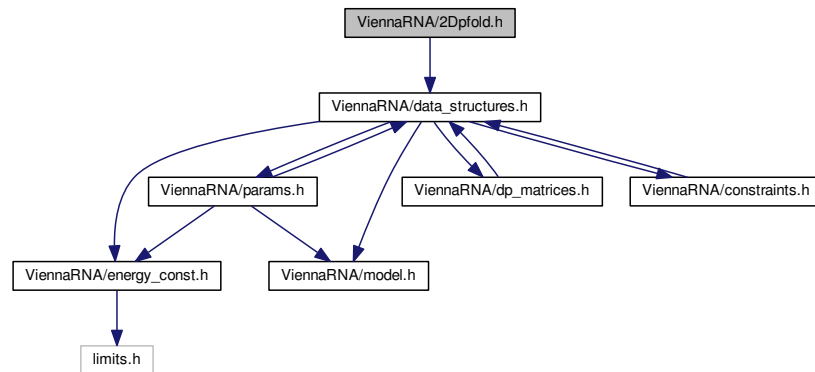 ViennaRNA/2Dpfold.h
ViennaRNA/data_structures.h
ViennaRNA/params.h
ViennaRNA/dp_matrices.h
ViennaRNA/constraints.h
ViennaRNA/energy_const.h
ViennaRNA/model.h
limits.h